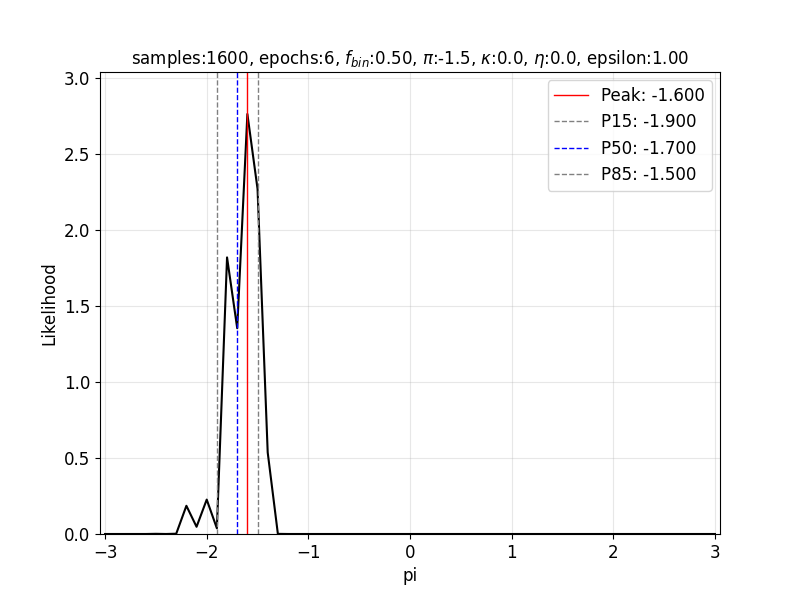 samples:1600, epochs:6, f_bin:0.50, π:-1.5, κ:0.0, η:0.0, epsilon:1.00
Peak: -1.600
P15: -1.900
P50: -1.700
P85: -1.500
Likelihood
3.0
2.5
2.0
1.5
1.0
0.5
0.0
−3
−2
−1
0
1
2
3
pi